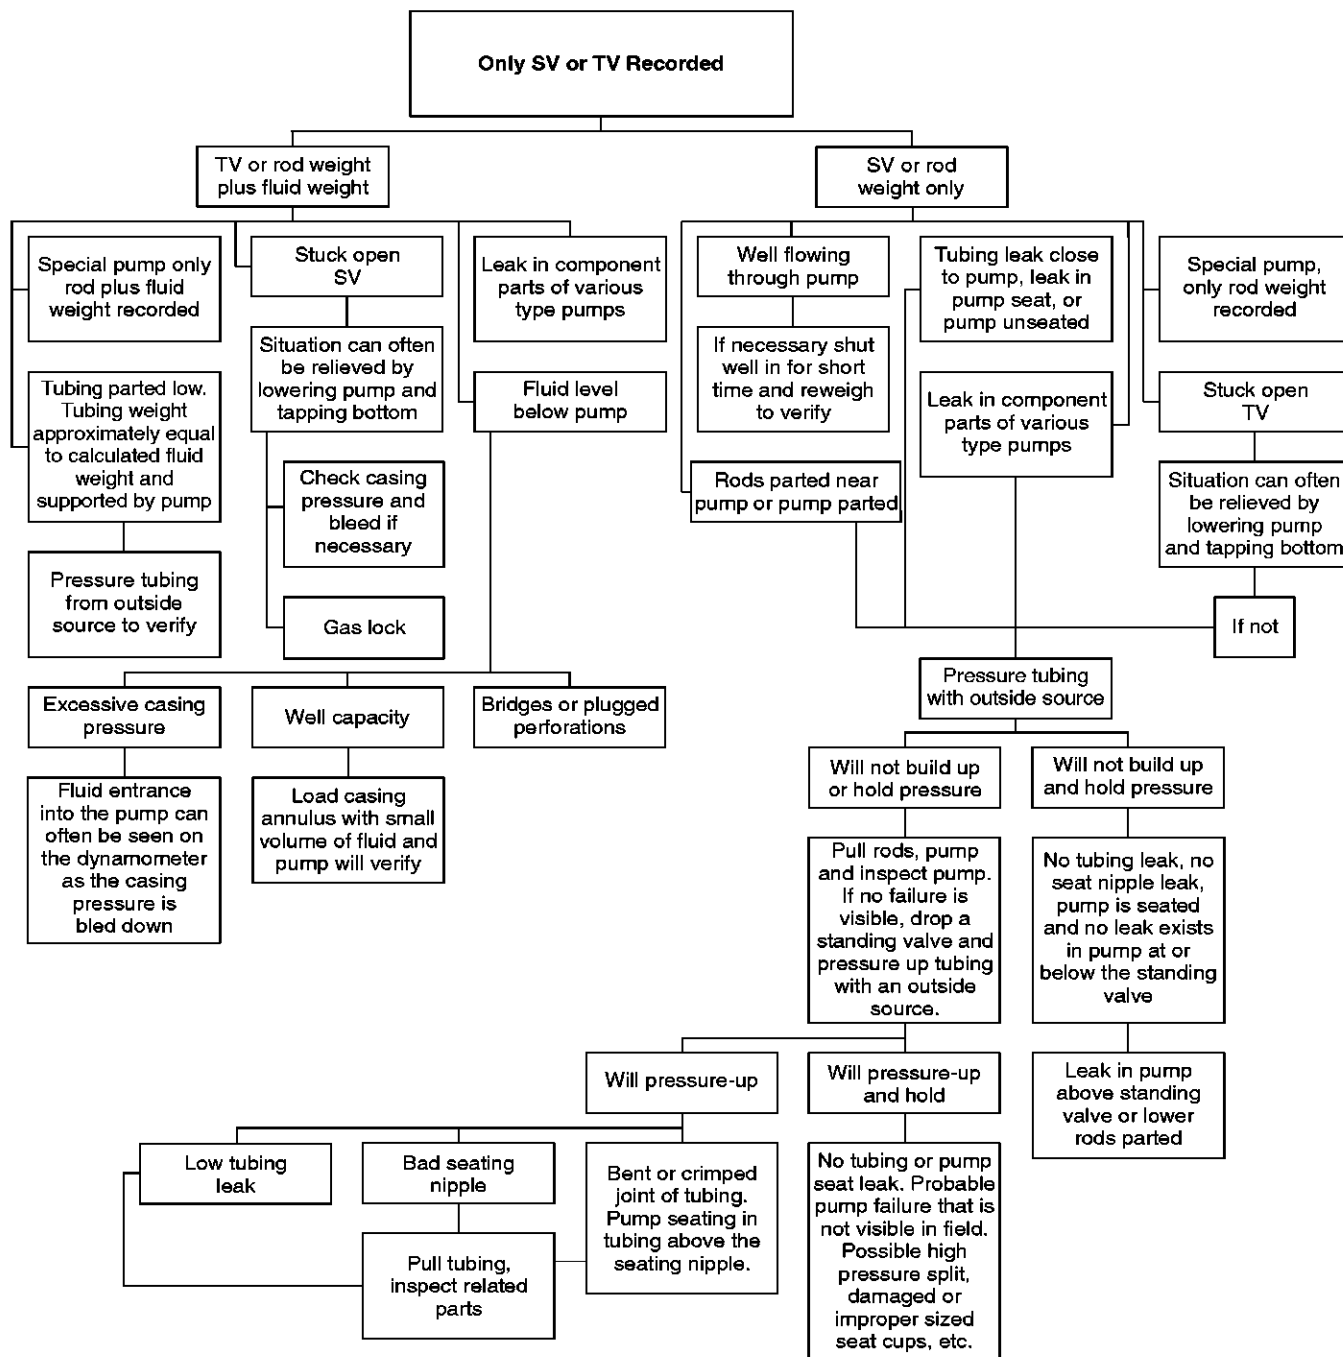 Only SV or TV Recorded
TV or rod weight
plus fluid weight
SV or rod
weight only
Special pump only
rod plus fluid
weight recorded
Stuck open
SV
Leak in component
parts of various
type pumps
Well flowing
through pump
Tubing leak close
to pump, leak in
pump seat, or
pump unseated
Special pump,
only rod weight
recorded
Tubing parted low.
Tubing weight
approximately equal
to calculated fluid
weight and
supported by pump
Situation can often
be relieved by
lowering pump and
tapping bottom
Fluid level
below pump
If necessary shut
well in for short
time and reweigh
to verify
Leak in component
parts of various
type pumps
Stuck open
TV
Check casing
pressure and
bleed if
necessary
Rods parted near
pump or pump parted
Situation can often
be relieved by
lowering pump
and tapping bottom
Pressure tubing
from outside
source to verify
Gas lock
If not
Excessive casing
pressure
Well capacity
Bridges or plugged
perforations
Pressure tubing
with outside source
Fluid entrance
into the pump can
often be seen on
the dynamometer
as the casing
pressure is
bled down
Load casing
annulus with small
volume of fluid and
pump will verify
Will not build up
or hold pressure
Will not build up
and hold pressure
Pull rods, pump
and inspect pump.
If no failure is
visible, drop a
standing valve and
pressure up tubing
with an outside
source.
No tubing leak, no
seat nipple leak,
pump is seated
and no leak exists
in pump at or
below the standing
valve
Will pressure-up
Will pressure-up
and hold
Leak in pump
above standing
valve or lower
rods parted
Low tubing
leak
Bad seating
nipple
Bent or crimped
joint of tubing.
Pump seating in
tubing above the
seating nipple.
No tubing or pump
seat leak. Probable
pump failure that is
not visible in field.
Possible high
pressure split,
damaged or
improper sized
seat cups, etc.
Pull tubing,
inspect related
parts